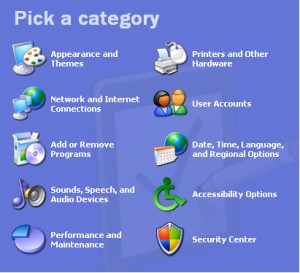 Pick a category
Appearance and
Themes
Printers and Other
Hardware
Network and Internet
Connections
User Accounts
Add or Remove
Programs
Date, Time, Language,
and Regional Options
Sounds, Speech, and
Audio Devices
Accessibility Options
Performance and
Maintenance
Security Center